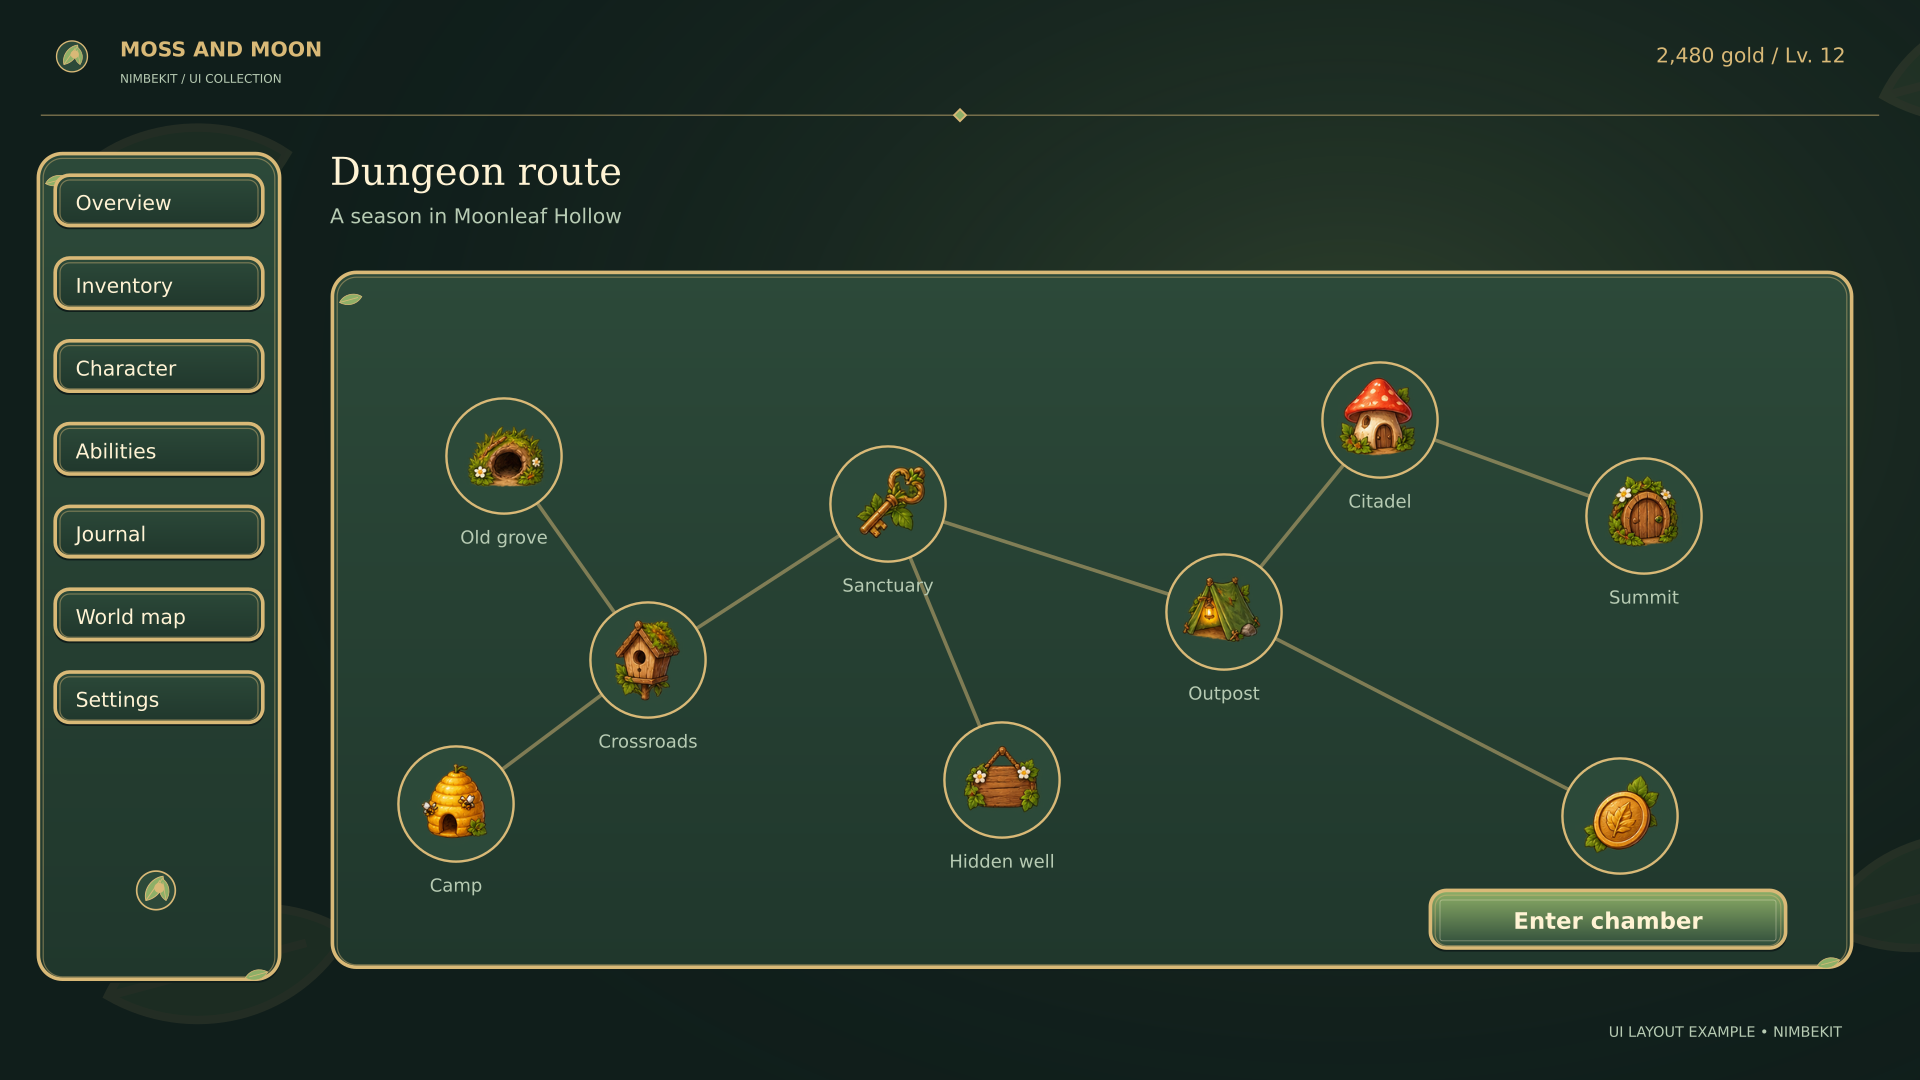 MOSS AND MOON
NIMBEKIT / UI COLLECTION
2,480 gold / Lv. 12
Overview
Inventory
Character
Abilities
Journal
World map
Settings
Dungeon route
A season in Moonleaf Hollow
Old grove
Crossroads
Camp
Sanctuary
Hidden well
Outpost
Citadel
Summit
Enter chamber
UI LAYOUT EXAMPLE • NIMBEKIT